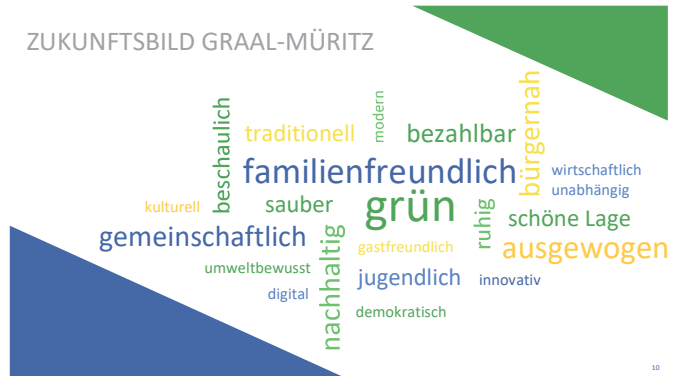 ZUKUNFTSBILD GRAAL-MÜRITZ
modern
bürgernah
beschaulich
traditionell
bezahlbar
familienfreundlich
wirtschaftlich
unabhängig
kulturell
sauber
grün
ruhig
schöne Lage
gemeinschaftlich
nachhaltig
gastfreundlich
ausgewogen
umweltbewusst
jugendlich
innovativ
digital
demokratisch
10